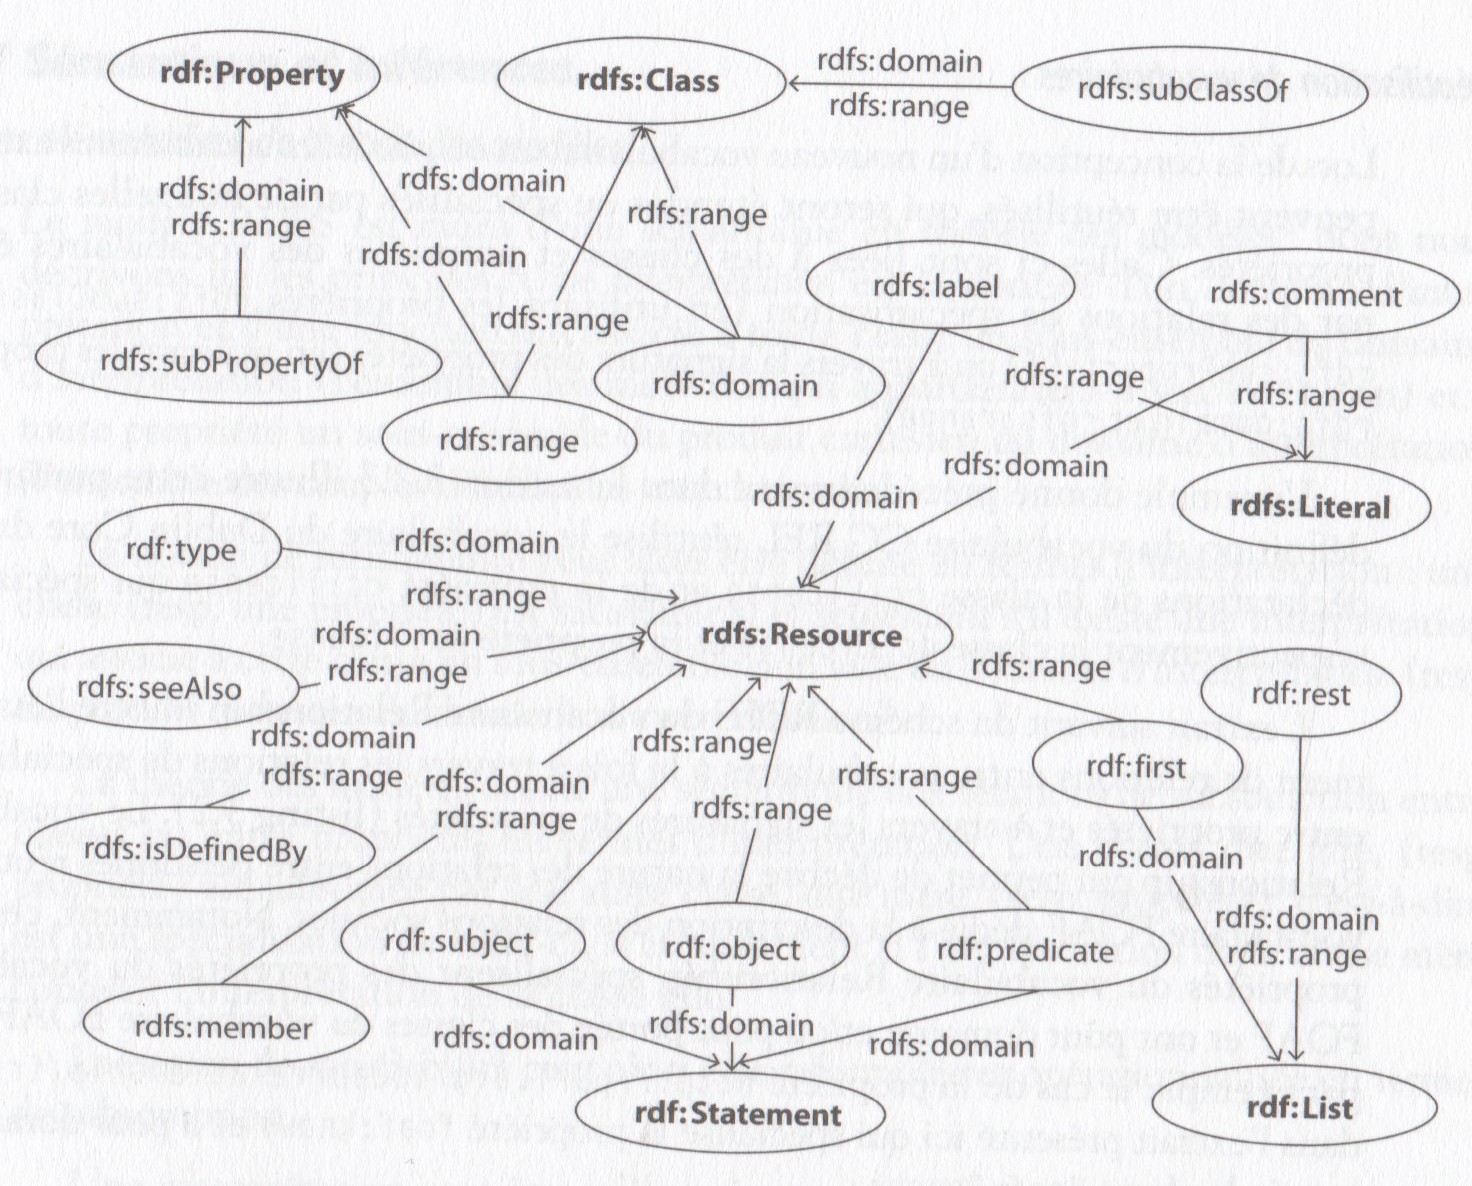 rdf:Property
rdfs:Class
rdfs:domain
rdfs:range
rdfs:subClassOf
rdfs:domain
rdfs:range
rdfs:domain
rdfs:range
rdfs:domain
rdfs:range
rdfs:label
rdfs:comment
rdfs:subPropertyOf
rdfs:domain
rdfs:range
rdfs:range
rdfs:range
rdfs:domain
rdfs:domain
rdfs:Literal
rdf:type
rdfs:domain
rdfs:range
rdfs:Resource
rdfs:domain
rdfs:range
rdfs:seeAlso
rdfs:range
rdf:rest
rdfs:domain
rdfs:range
rdfs:range
rdfs:domain
rdfs:range
rdfs:range
rdfs:range
rdf:first
rdfs:isDefinedBy
rdfs:domain
rdfs:domain
rdfs:range
rdf:subject
rdf:object
rdf:predicate
rdfs:member
rdfs:domain
rdfs:domain
rdfs:domain
rdf:Statement
rdf:List